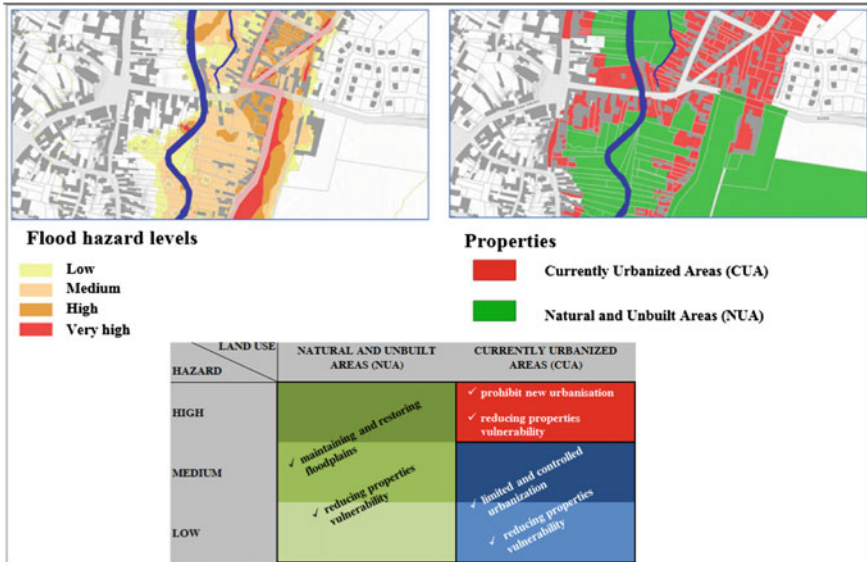 Flood hazard levels
Low
Medium
High
Very high
Properties
Currently Urbanized Areas (CUA)
Natural and Unbuilt Areas (NUA)
LAND USE
HAZARD
NATURAL AND UNBUILT
AREAS (NUA)
CURRENTLY URBANIZED
AREAS (CUA)
HIGH
✓ maintaining and restoring
floodplains
✓ prohibit new urbanisation
✓ reducing properties
vulnerability
MEDIUM
✓ reducing properties
vulnerability
✓ limited and controlled
urbanization
LOW
✓ reducing properties
vulnerability